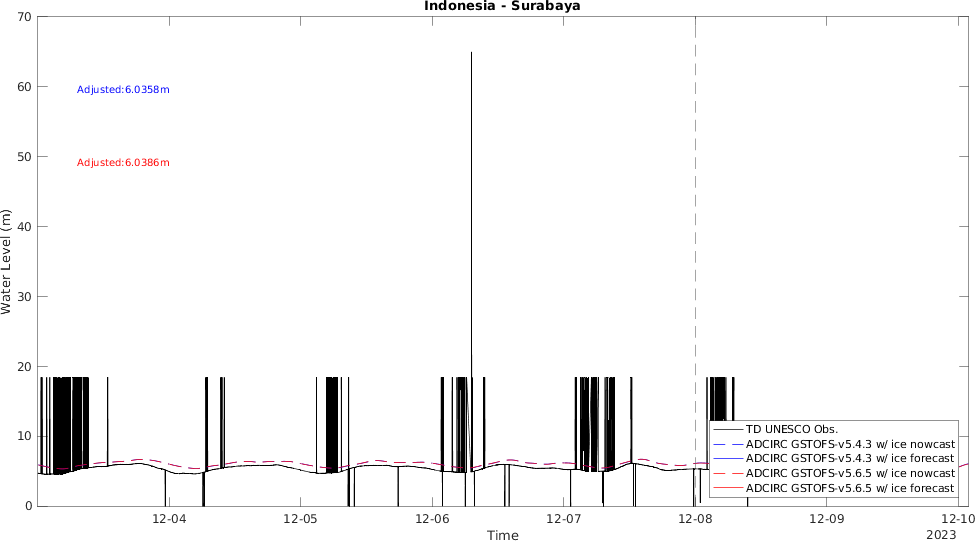 Indonesia - Surabaya
70
60
50
40
30
20
10
0
Water Level (m)
Adjusted:6.0358m
Adjusted:6.0386m
TD UNESCO Obs.
ADCIRC GSTOFS-v5.4.3 w/ ice nowcast
ADCIRC GSTOFS-v5.4.3 w/ ice forecast
ADCIRC GSTOFS-v5.6.5 w/ ice nowcast
ADCIRC GSTOFS-v5.6.5 w/ ice forecast
12-04 12-05 12-06 12-07 12-08 12-09 12-10
Time
2023